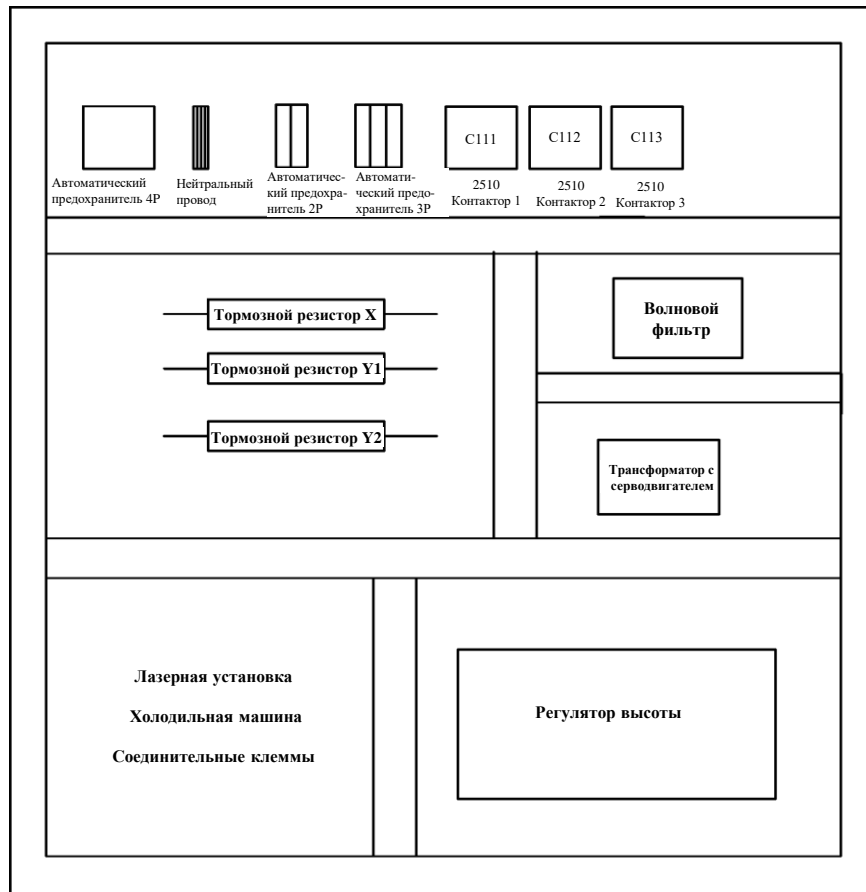 C111
C112
C113
Автоматический
предохранитель 4Р
Нейтральный
провод
Автоматичес-
кий предохра-
нитель 2Р
Автомати-
ческий предо-
хранитель 3Р
2510
Контактор 1
2510
Контактор 2
2510
Контактор 3
Тормозной резистор X
Тормозной резистор Y1
Тормозной резистор Y2
Волновой
фильтр
Трансформатор с
серводвигателем
Лазерная установка
Холодильная машина
Соединительные клеммы
Регулятор высоты